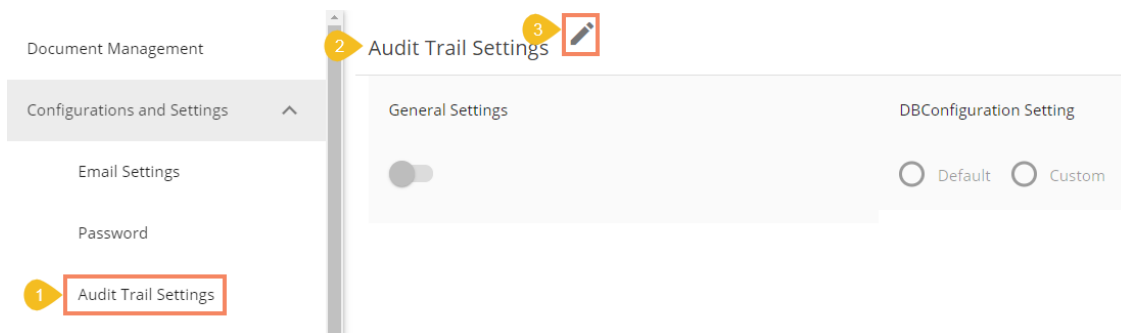 Document Management
Configurations and Settings
Email Settings
Password
1 Audit Trail Settings
2 Audit Trail Settings 3
General Settings
DBConfiguration Setting
Default Custom